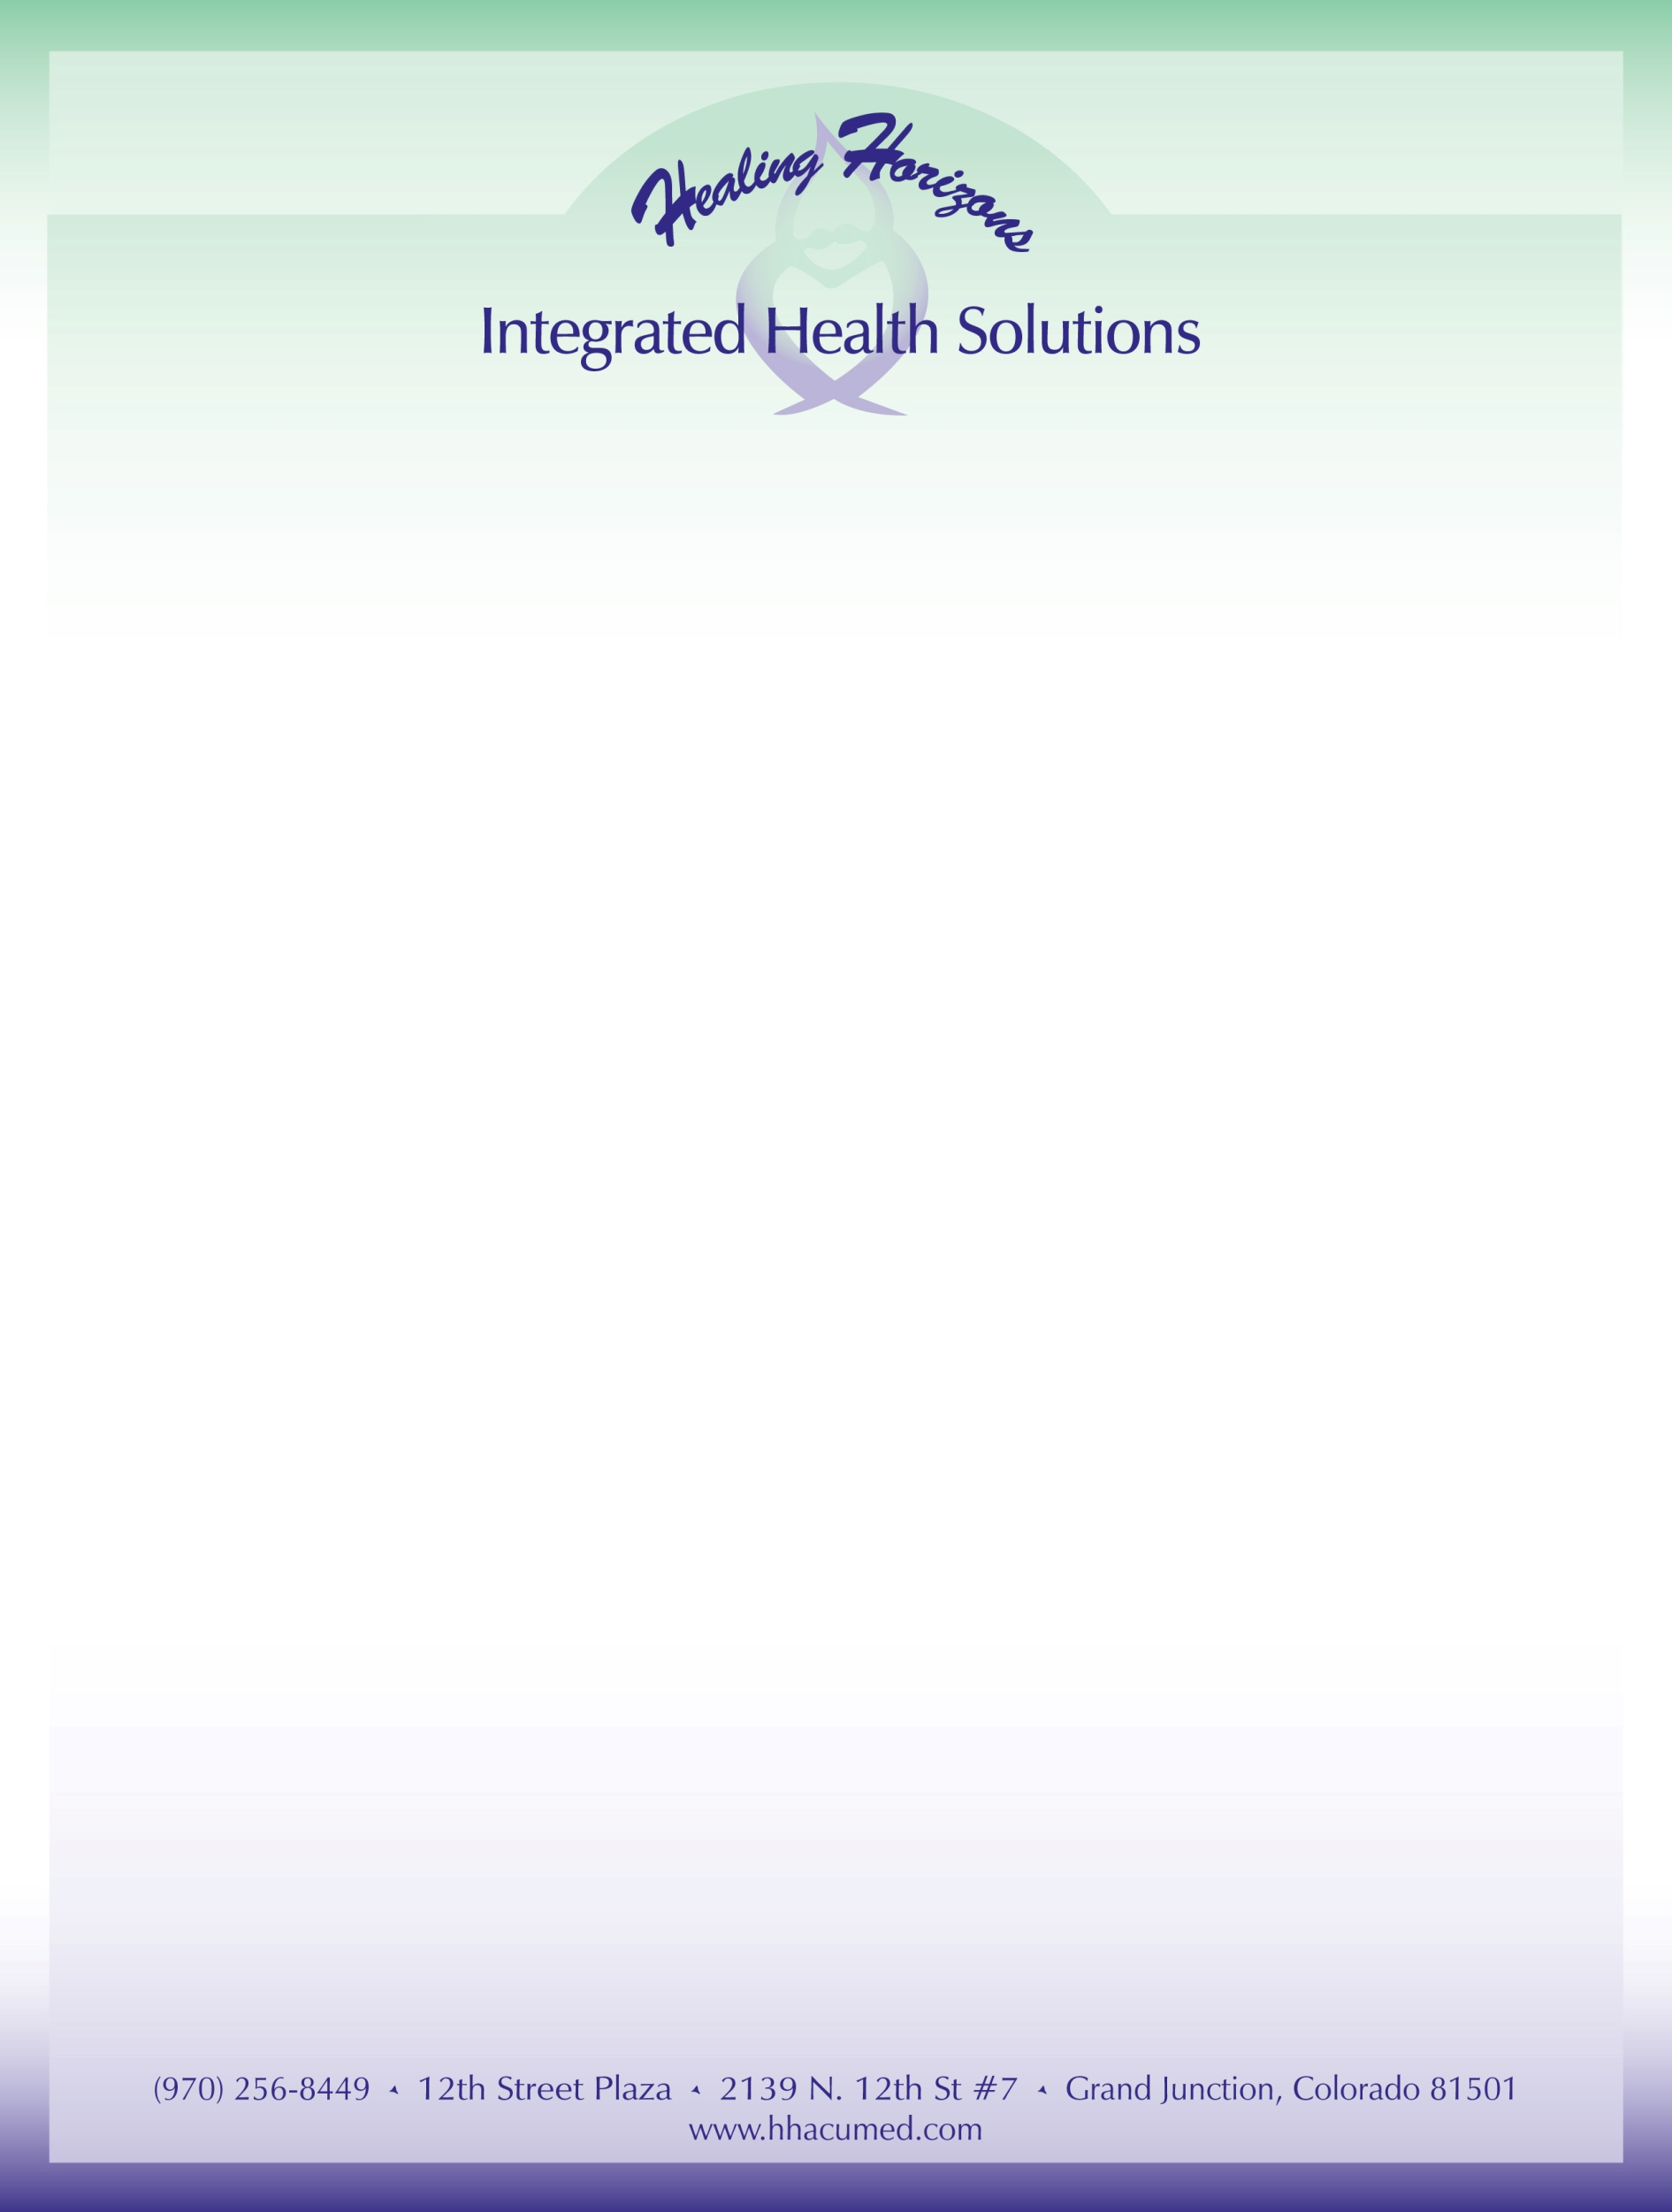 Healing Horizons
Integrated Health Solutions
(970) 256-8449 ▴ 12th Street Plaza ▴ 2139 N. 12th St #7 ▴ Grand Junction, Colorado 81501
www.hhacumed.com